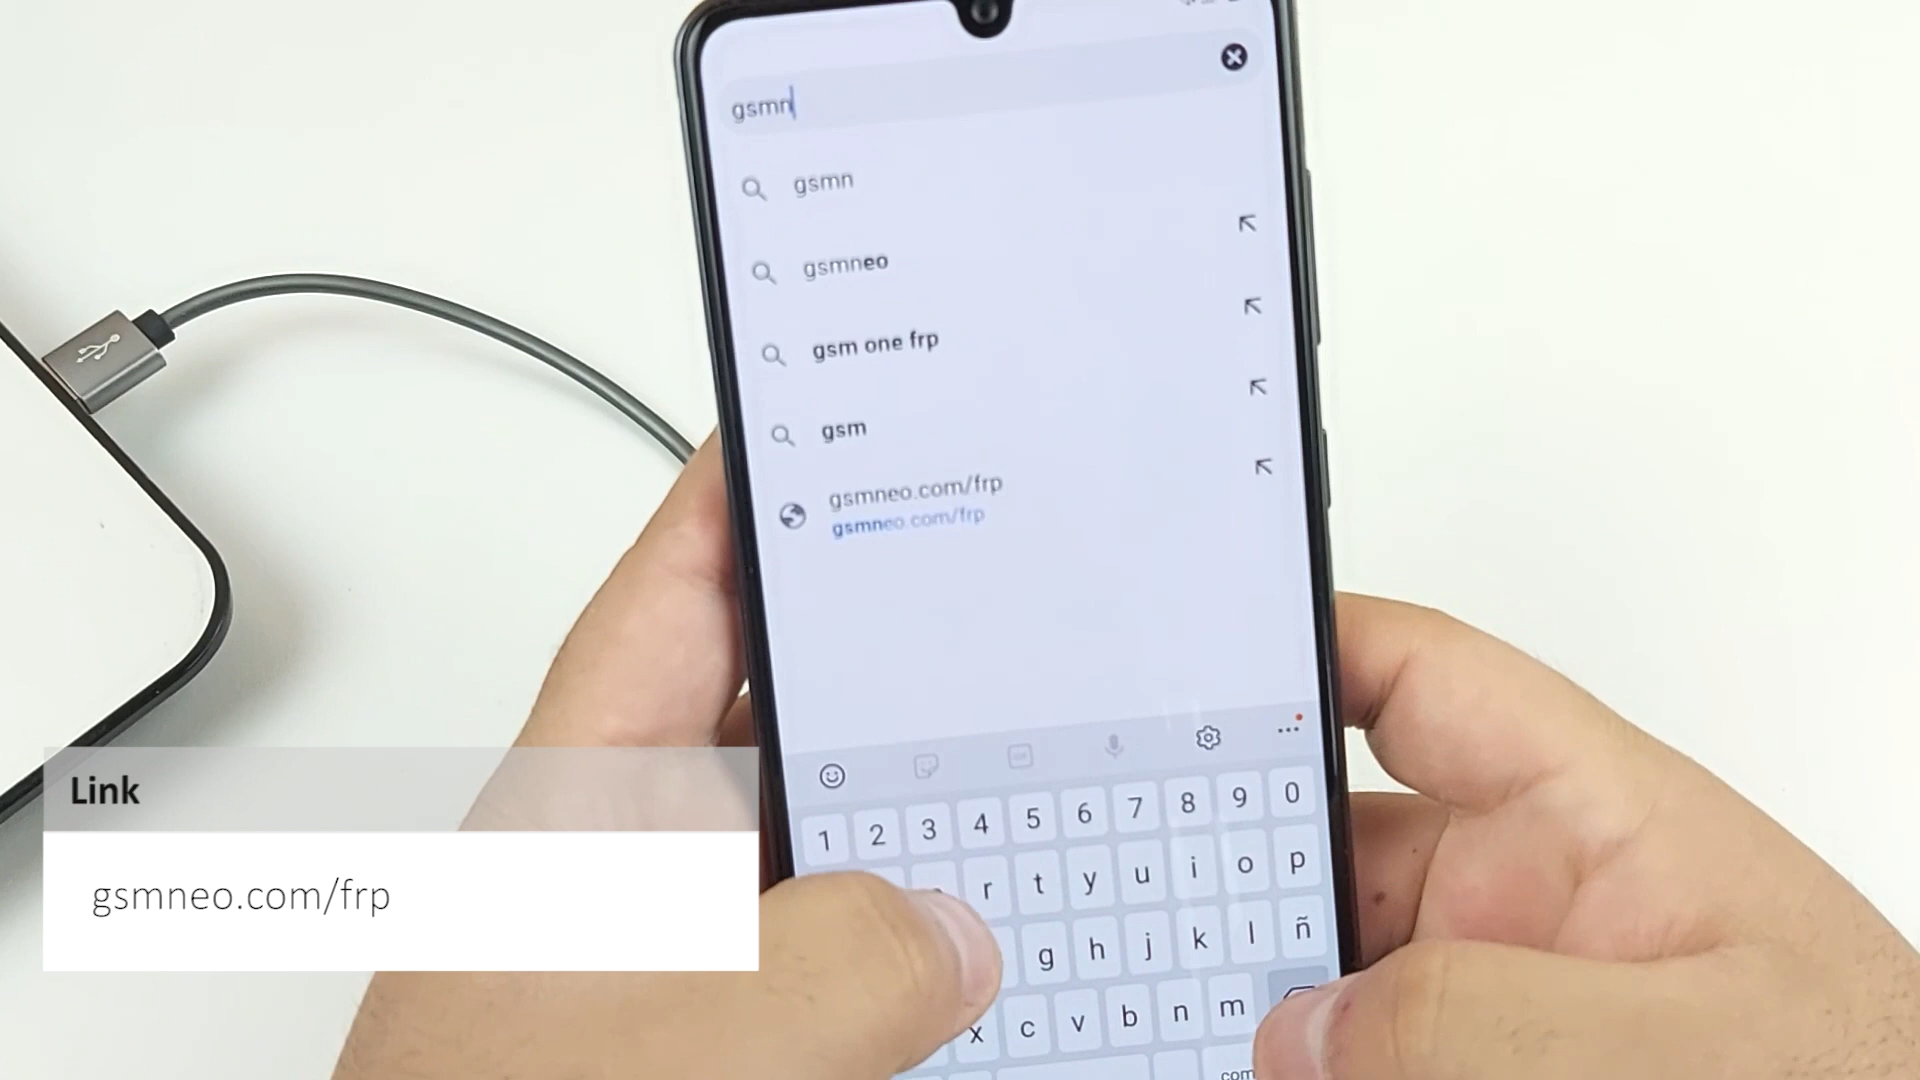 gsmn
gsmn
gsmneo
gsm one frp
gsm
gsmneo.com/frp
gsmneo.com/frp
1 2 3 4 5 6 7 8 9 0
r t y u i o p
g h j k l ñ
x c v b n m
com
Link
gsmneo.com/frp